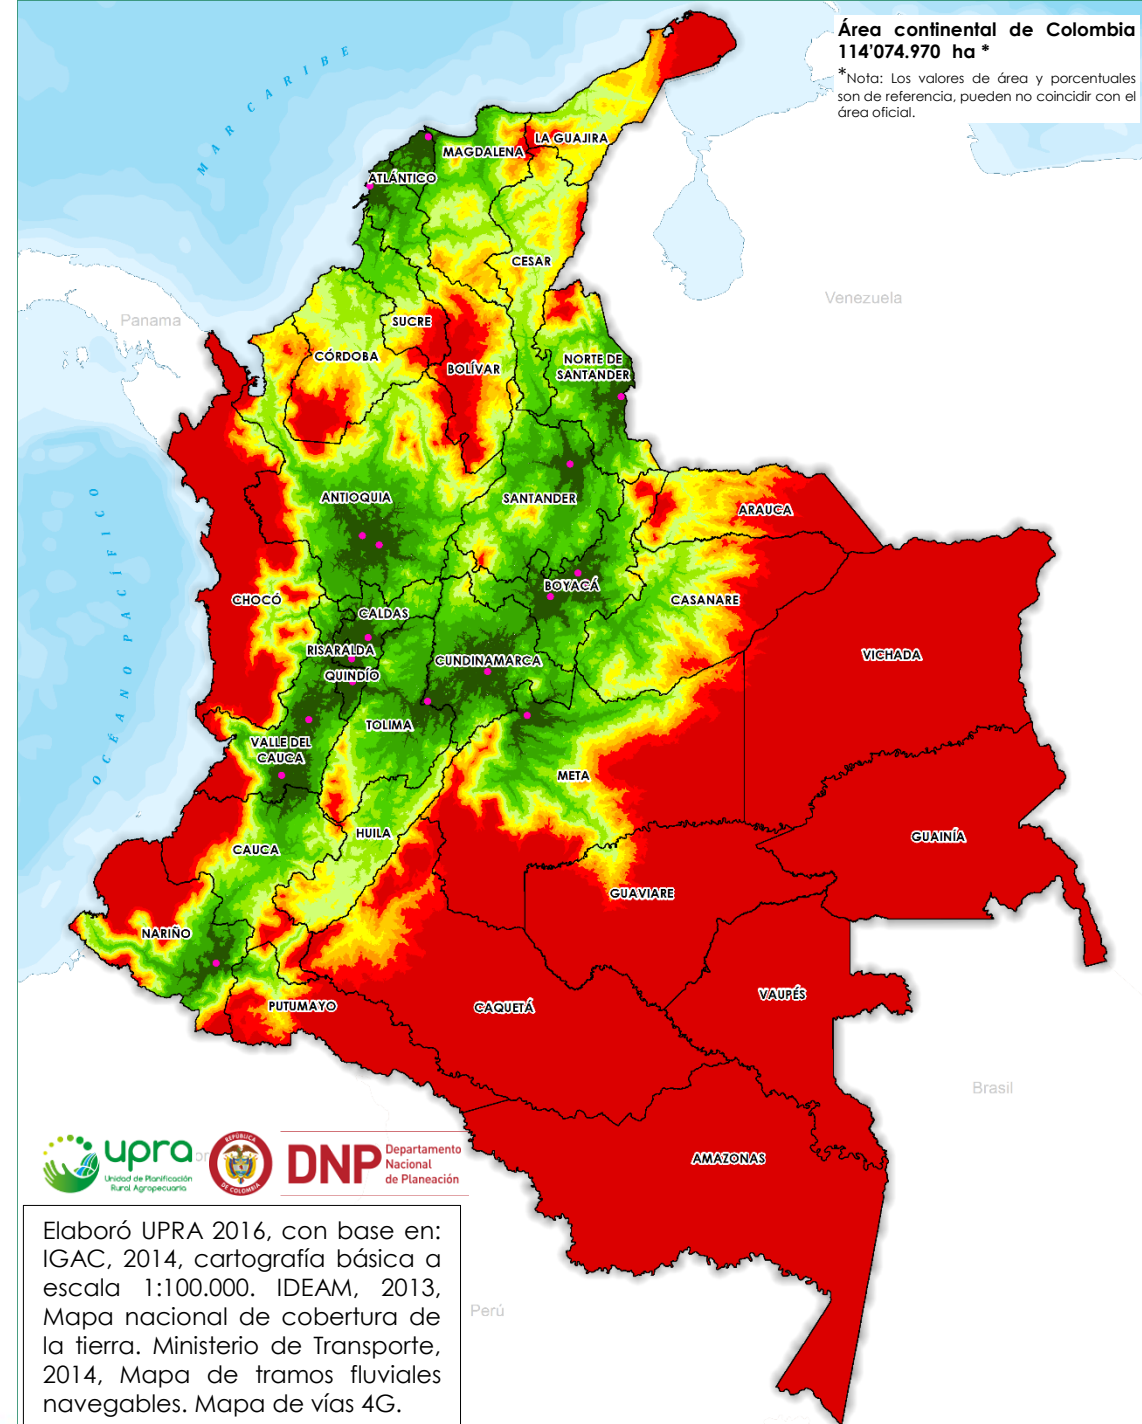 Área continental de Colombia
114'074.970 ha *
*Nota: Los valores de área y porcentuales
son de referencia, pueden no coincidir con el
área oficial.
MAR CARIBE
LA GUAJIRA
MAGDALENA
ATLÁNTICO
CESAR
Venezuela
Panama
SUCRE
CÓRDOBA
BOLÍVAR
NORTE DE
SANTANDER
OCÉANO PACÍFICO
ANTIOQUIA
SANTANDER
ARAUCA
BOYACÁ
CHOCÓ
CALDAS
CASANARE
RISARALDA
CUNDINAMARCA
VICHADA
QUINDÍO
TOLIMA
VALLE DEL
CAUCA
META
HUILA
GUAINÍA
CAUCA
GUAVIARE
NARIÑO
VAUPÉS
PUTUMAYO
CAQUETÁ
Brasil
AMAZONAS
upra
Unidad de Planificación
Rural Agropecuaria
REPÚBLICA
DE COLOMBIA
DNP
Departamento
Nacional
de Planeación
Elaboró UPRA 2016, con base en:
IGAC, 2014, cartografía básica a
escala 1:100.000. IDEAM, 2013,
Mapa nacional de cobertura de
la tierra. Ministerio de Transporte,
2014, Mapa de tramos fluviales
navegables. Mapa de vías 4G.
Perú